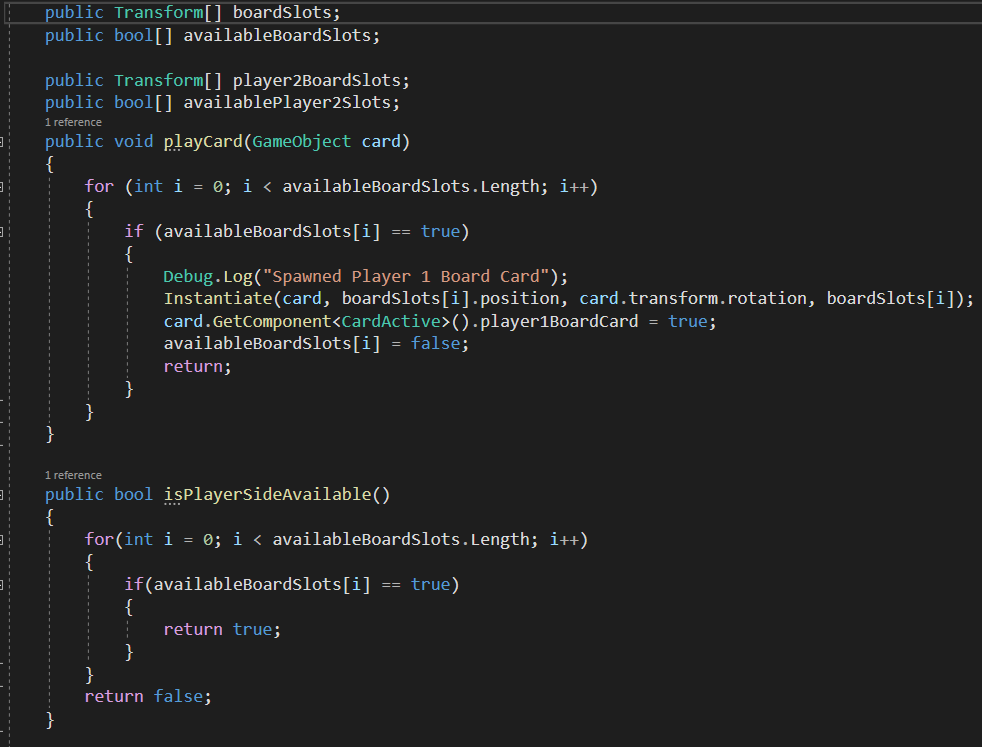 public Transform[] boardSlots;
public bool[] availableBoardSlots;
public Transform[] player2BoardSlots;
public bool[] availablePlayer2Slots;
1 reference
public void playCard(GameObject card)
{
for (int i = 0; i < availableBoardSlots.Length; i++)
{
if (availableBoardSlots[i] == true)
{
Debug.Log("Spawned Player 1 Board Card");
Instantiate(card, boardSlots[i].position, card.transform.rotation, boardSlots[i]);
card.GetComponent<CardActive>().player1BoardCard = true;
availableBoardSlots[i] = false;
return;
}
}
}
1 reference
public bool isPlayerSideAvailable()
{
for(int i = 0; i < availableBoardSlots.Length; i++)
{
if(availableBoardSlots[i] == true)
{
return true;
}
}
return false;
}